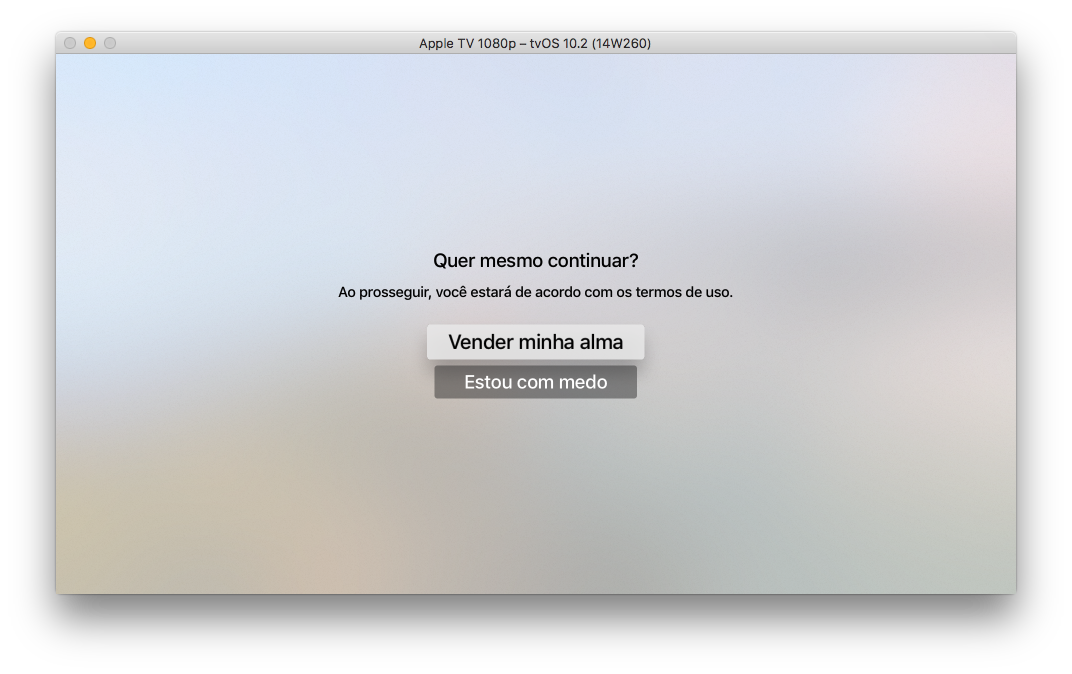 Apple TV 1080p – tvOS 10.2 (14W260)
Quer mesmo continuar?
Ao prosseguir, você estará de acordo com os termos de uso.
Vender minha alma
Estou com medo